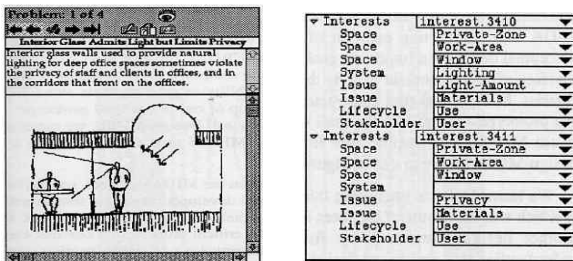 Problem: 1 of 4
Interior Glass Admits Light but Limits Privacy
Interior glass walls used to provide natural
lighting for deep office spaces sometimes violate
the privacy of staff and clients in offices, and in
the corridors that front on the offices.
Interests interest.3410
Space Private-Zone
Space Work-Area
Space Window
System Lighting
Issue Light-Amount
Issue Materials
Lifecycle Use
Stakeholder User
Interests interest.3411
Space Private-Zone
Space Work-Area
Space Window
System
Issue Privacy
Issue Materials
Lifecycle Use
Stakeholder User